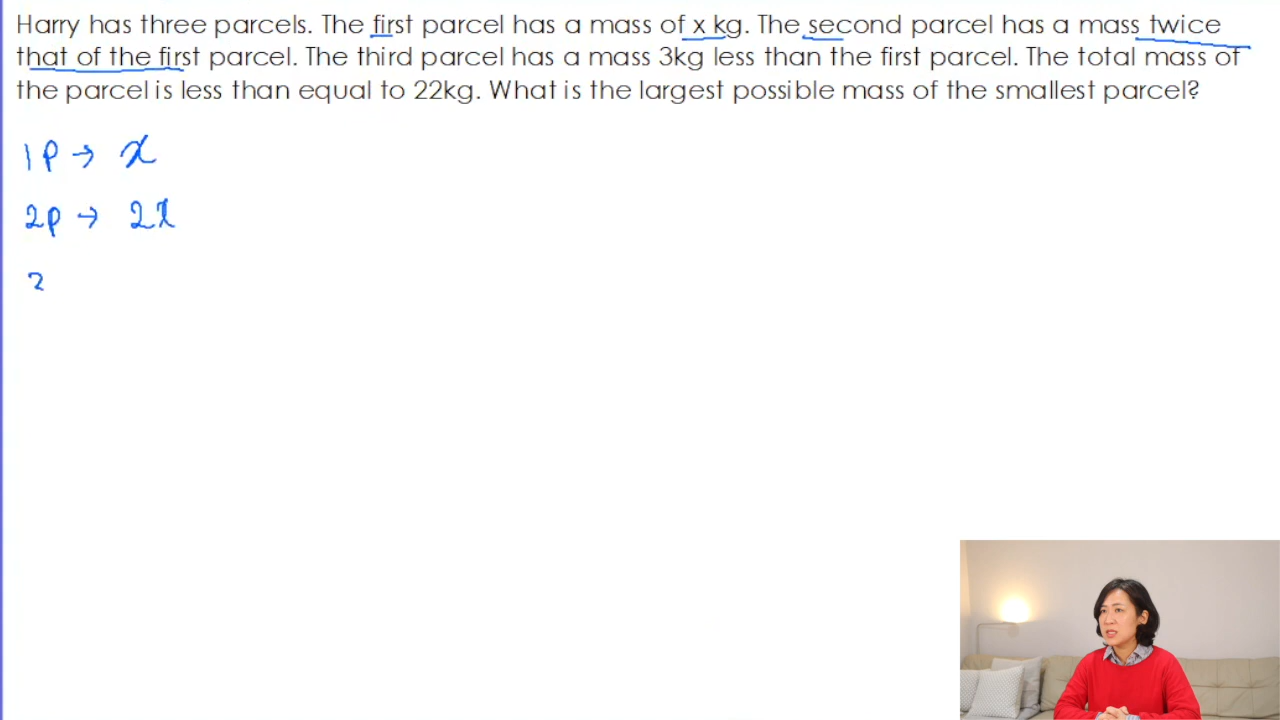 Harry has three parcels. The first parcel has a mass of x kg. The second parcel has a mass twice
that of the first parcel. The third parcel has a mass 3kg less than the first parcel. The total mass of
the parcel is less than equal to 22kg. What is the largest possible mass of the smallest parcel?
1P → x
2P → 2x